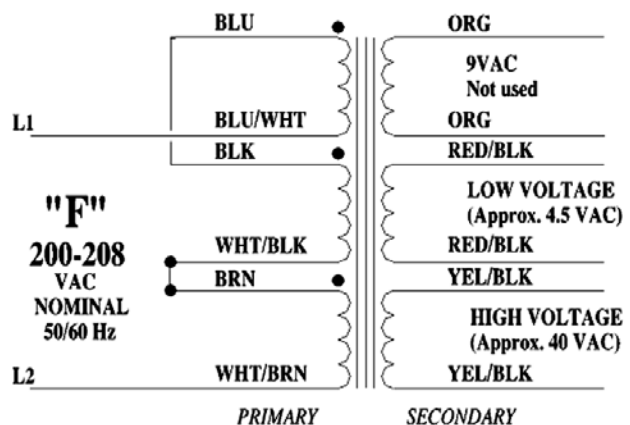 BLU
ORG
9VAC
Not used
L1
BLU/WHT
ORG
BLK
RED/BLK
"F"
200-208
VAC
NOMINAL
50/60 Hz
LOW VOLTAGE
(Approx. 4.5 VAC)
WHT/BLK
RED/BLK
BRN
YEL/BLK
HIGH VOLTAGE
(Approx. 40 VAC)
L2
WHT/BRN
YEL/BLK
PRIMARY
SECONDARY